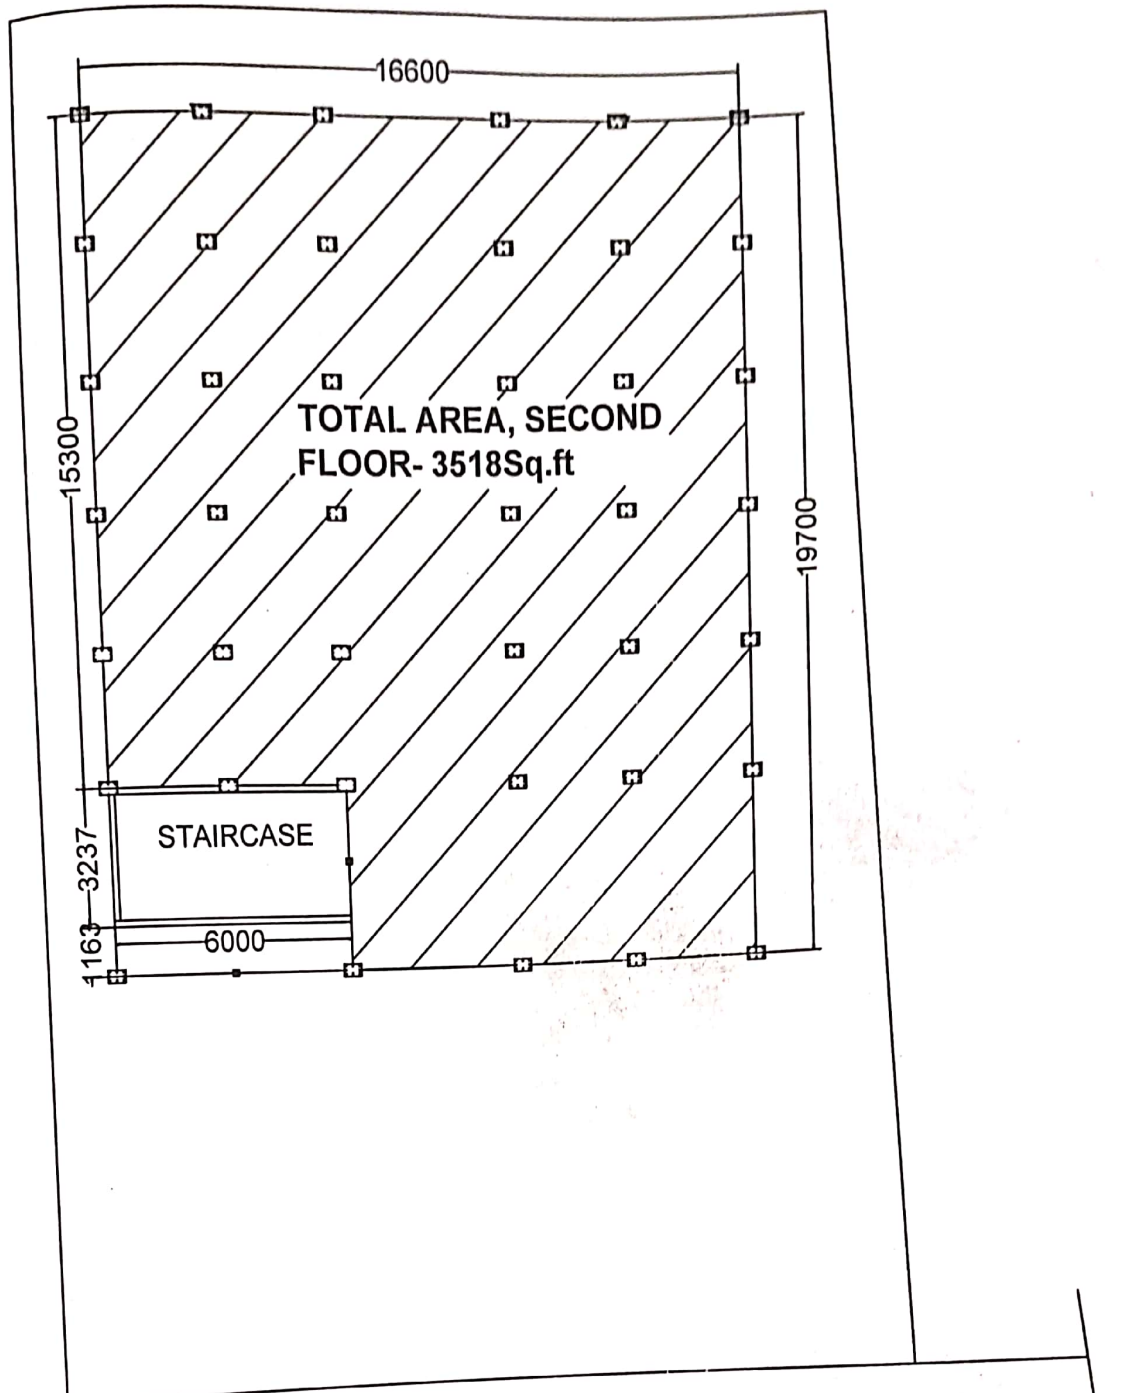 16600
TOTAL AREA, SECOND
FLOOR- 3518Sq.ft
15300
19700
STAIRCASE
3237
6000
1163